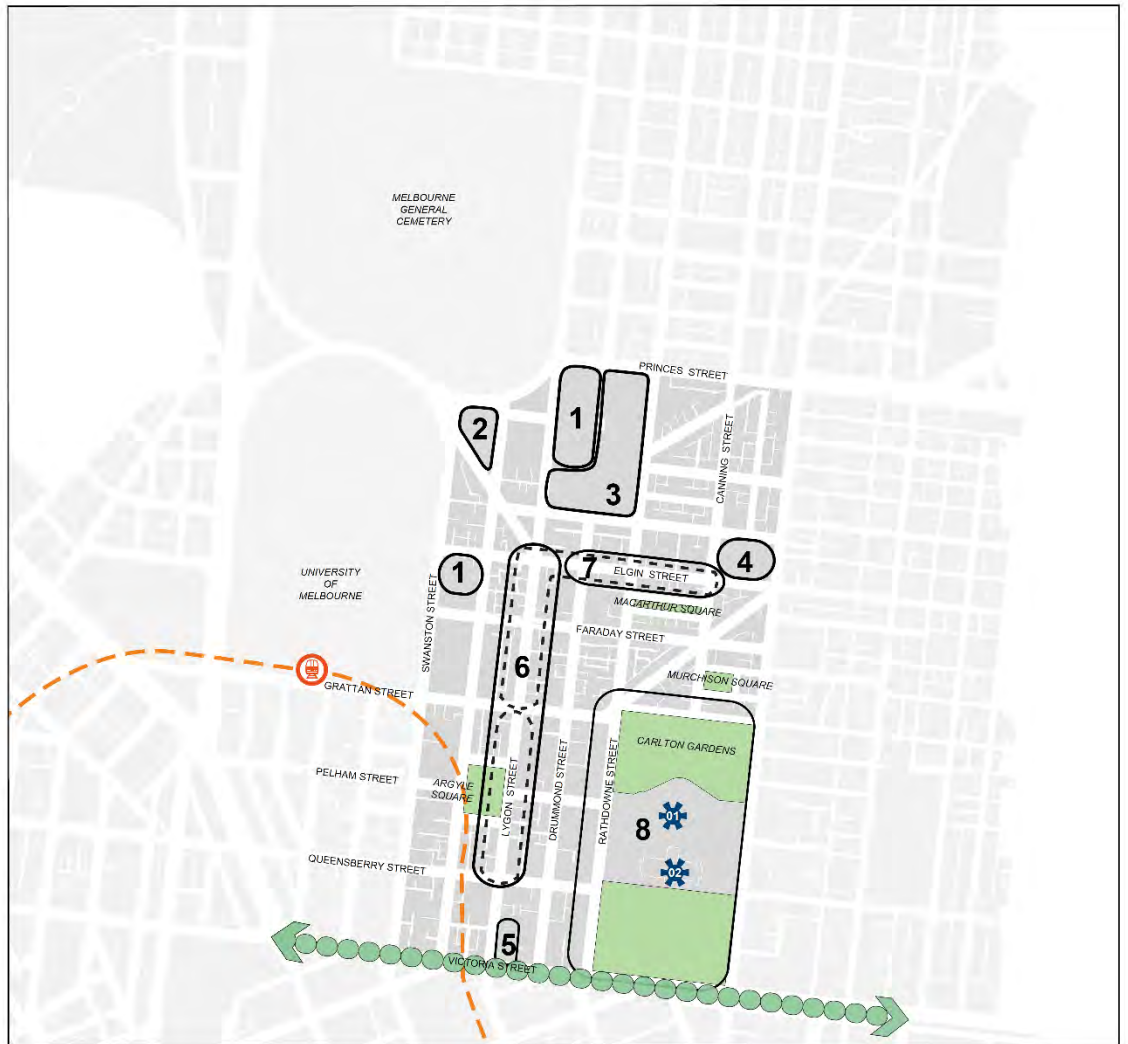 MELBOURNE
GENERAL
CEMETERY
PRINCES STREET
1
2
3
CANNING STREET
4
7
ELGIN STREET
1
UNIVERSITY
OF
MELBOURNE
MACARTHUR SQUARE
SWANSTON STREET
FARADAY STREET
6
MURCHISON SQUARE
GRATTAN STREET
CARLTON GARDENS
PELHAM STREET
ARGYLE
SQUARE
LYGON STREET
DRUMMOND STREET
RATHDOWNE STREET
01
8
QUEENSBERRY STREET
02
5
VICTORIA STREET